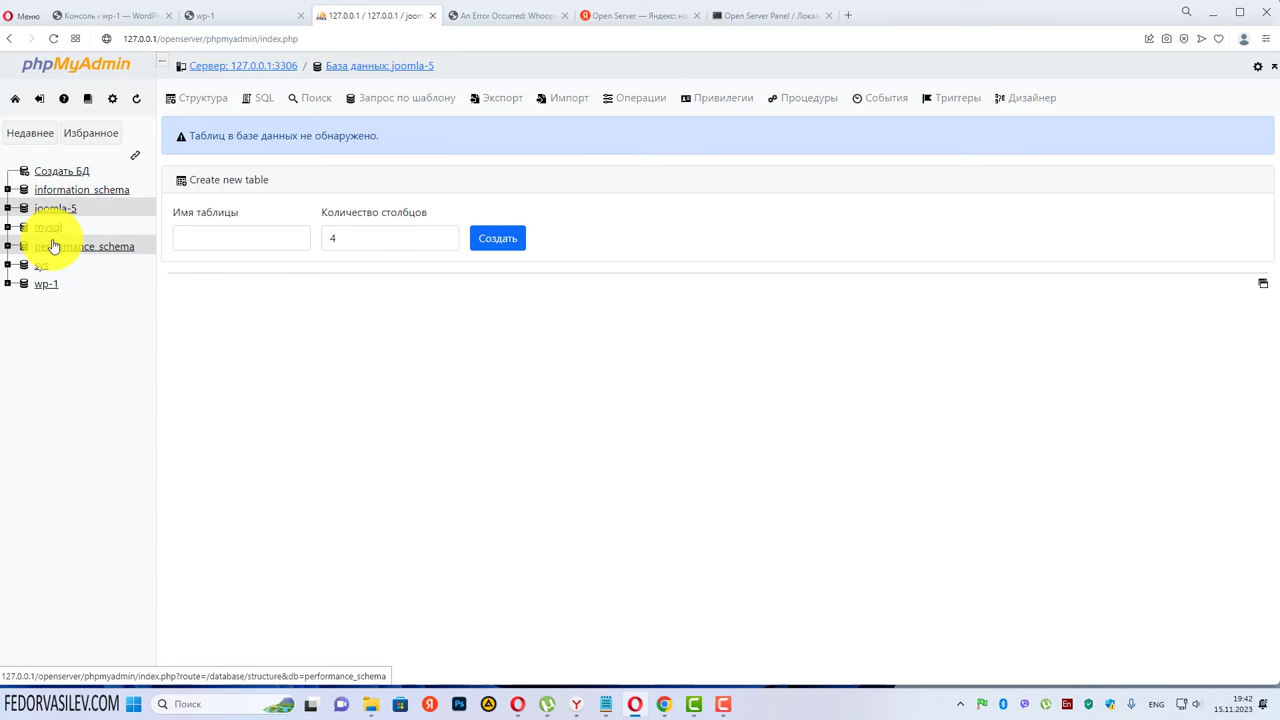 Меню
Консоль ‹ wp-1 — WordP
wp-1
127.0.0.1 / 127.0.0.1 / joom
An Error Occurred: Whoop
Open Server — Яндекс: на
Open Server Panel / Локал
127.0.0.1/openserver/phpmyadmin/index.php
phpMyAdmin
Сервер: 127.0.0.1:3306 / База данных: joomla-5
Структура SQL Поиск Запрос по шаблону Экспорт Импорт Операции Привилегии Процедуры События Триггеры Дизайнер
Недавнее Избранное
Таблиц в базе данных не обнаружено.
Создать БД
information_schema
joomla-5
mysql
performance_schema
sys
wp-1
Create new table
Имя таблицы Количество столбцов
4 Создать
127.0.0.1/openserver/phpmyadmin/index.php?route=/database/structure&db=performance_schema
FEDORVASILEV.COM
Поиск
ENG
19:42
15.11.2023